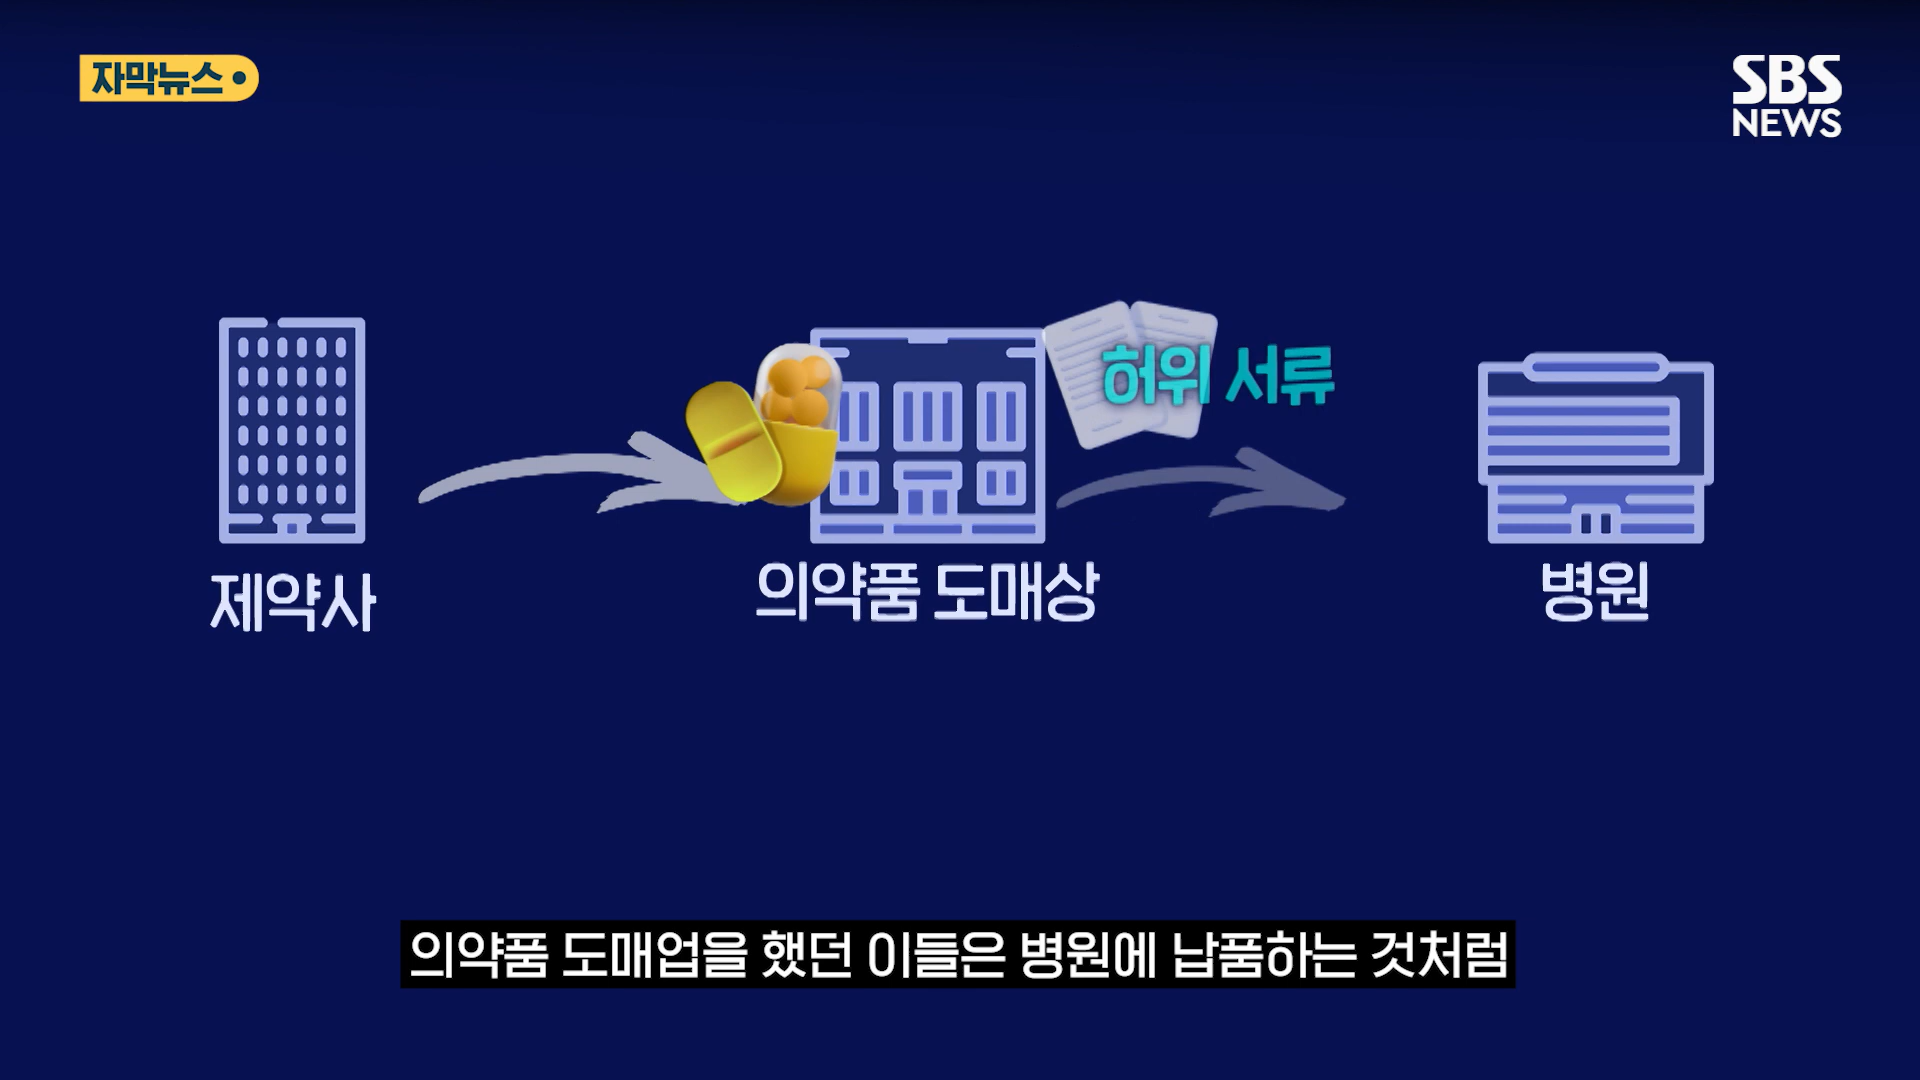 자막뉴스
SBS
NEWS
허위 서류
제약사
의약품 도매상
병원
의약품 도매업을 했던 이들은 병원에 납품하는 것처럼